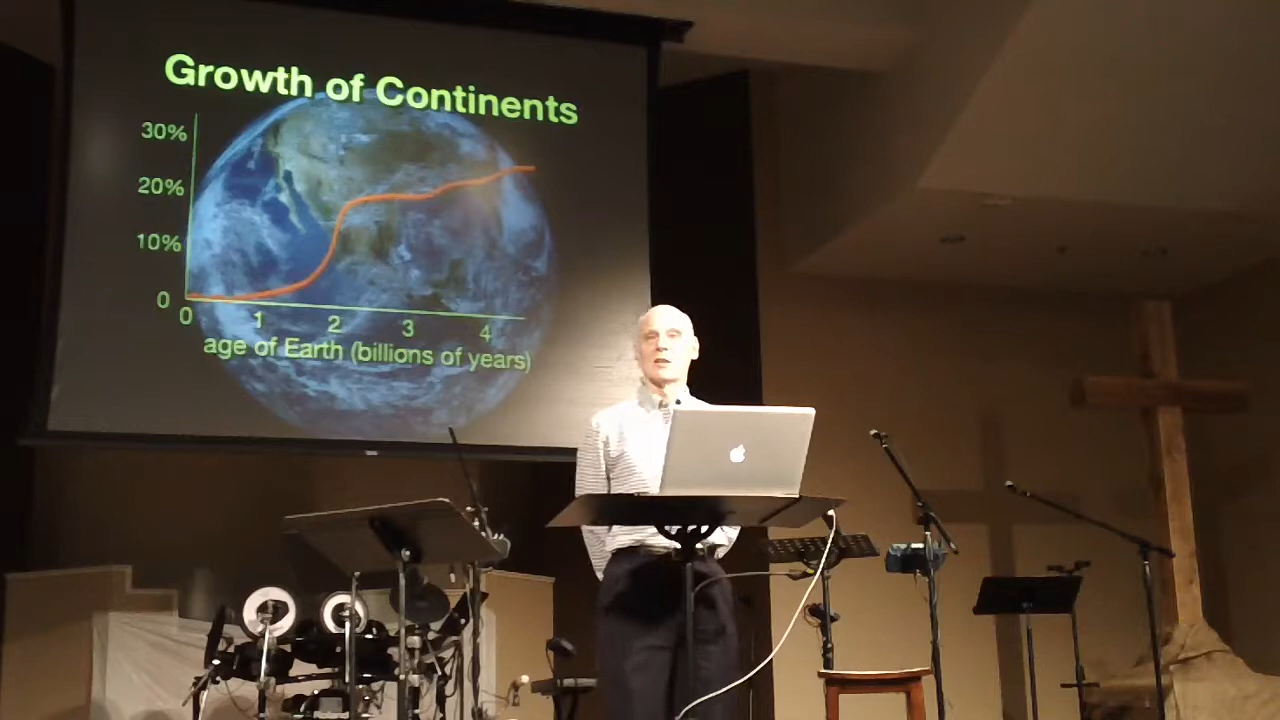 Growth of Continents
30%
20%
10%
0
0 1 2 3 4
age of Earth (billions of years)